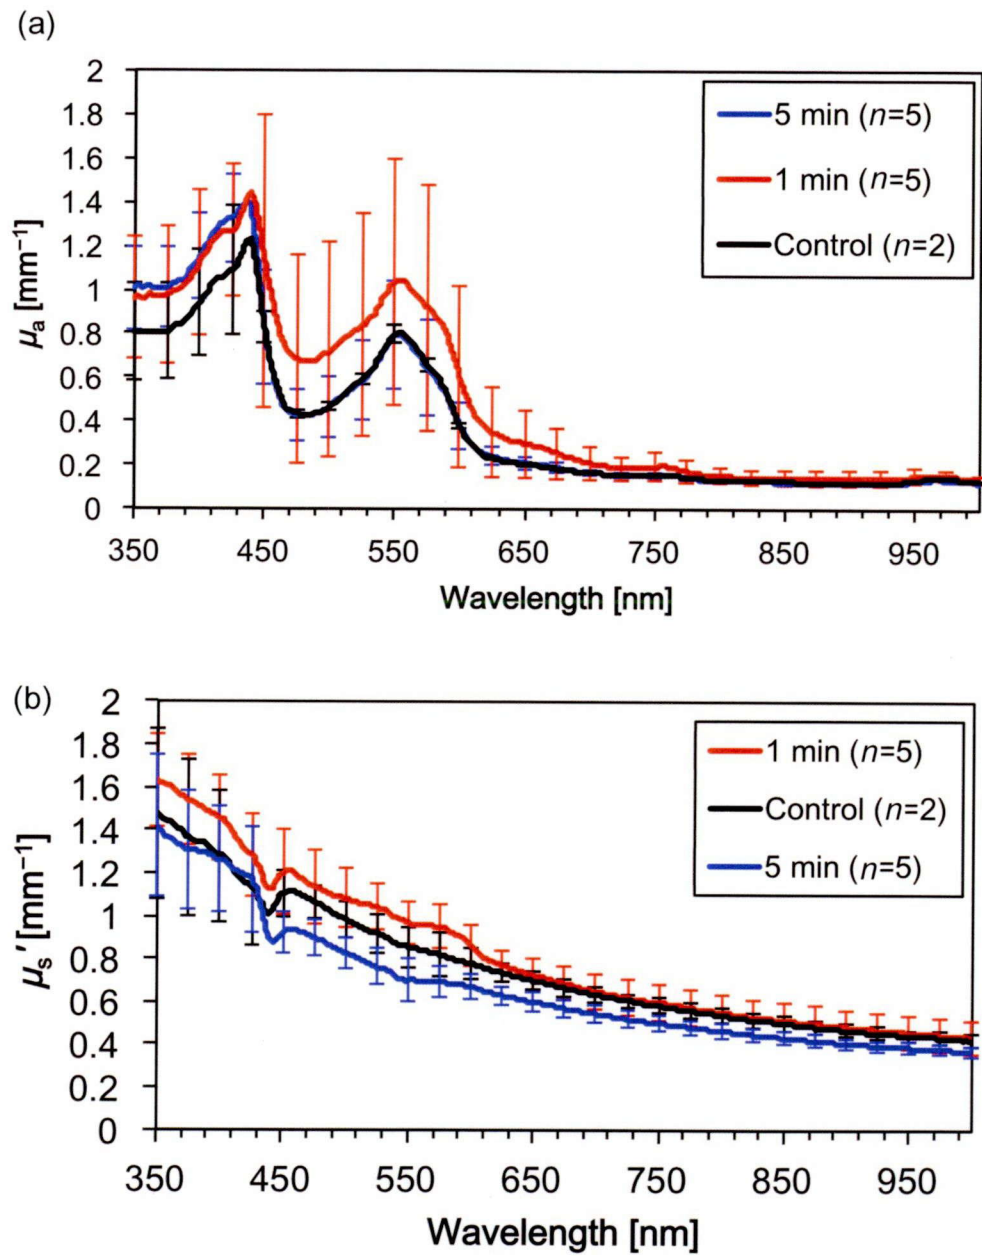 (a)
2
1.8
1.6
1.4
1.2
1
0.8
0.6
0.4
0.2
0
μa [mm⁻¹]
5 min (n=5)
1 min (n=5)
Control (n=2)
350 450 550 650 750 850 950
Wavelength [nm]
(b)
2
1.8
1.6
1.4
1.2
1
0.8
0.6
0.4
0.2
0
μs' [mm⁻¹]
1 min (n=5)
Control (n=2)
5 min (n=5)
350 450 550 650 750 850 950
Wavelength [nm]